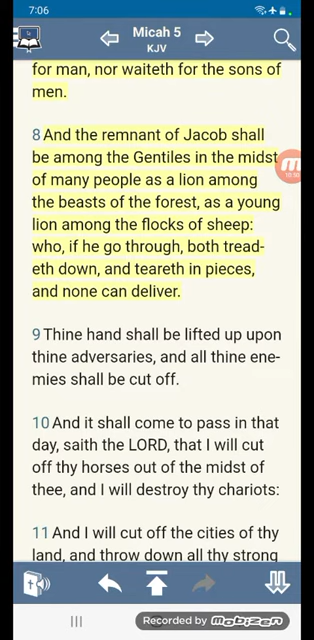 7:06
Micah 5
KJV
for man, nor waiteth for the sons of
men.
8 And the remnant of Jacob shall
be among the Gentiles in the midst
of many people as a lion among
the beasts of the forest, as a young
lion among the flocks of sheep:
who, if he go through, both tread-
eth down, and teareth in pieces,
and none can deliver.
9 Thine hand shall be lifted up upon
thine adversaries, and all thine ene-
mies shall be cut off.
10 And it shall come to pass in that
day, saith the LORD, that I will cut
off thy horses out of the midst of
thee, and I will destroy thy chariots:
11 And I will cut off the cities of thy
land, and throw down all thy strong
Recorded by mobizen